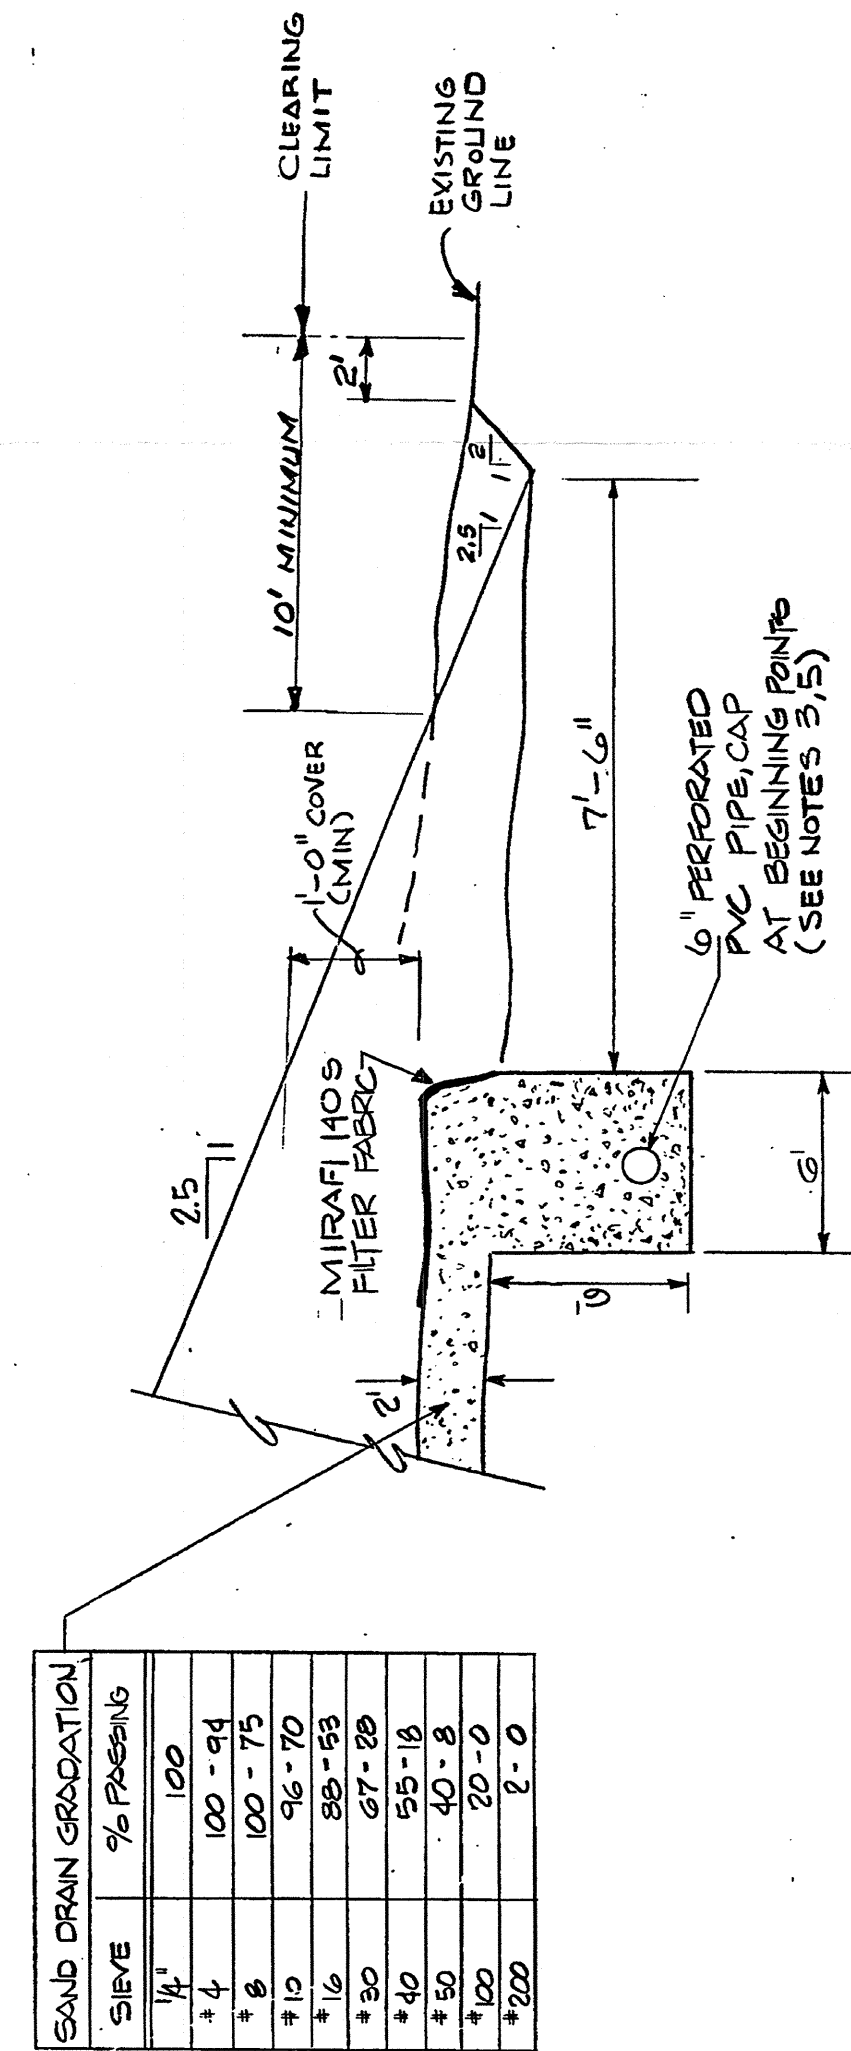 SAND DRAIN GRADATION
SIEVE % PASSING
1/4" 100
#4 100 - 94
#8 100 - 75
#10 96 - 70
#16 88 - 53
#30 67 - 28
#40 55 - 18
#50 40 - 8
#100 20 - 0
#200 2 - 0
2.5
1
2'
MIRAFI 140 S
FILTER FABRIC
1'-0" COVER
(MIN)
10' MINIMUM
2'
CLEARING
LIMIT
EXISTING
GROUND
LINE
2.5
1
2
1
7'-6"
6'
6'
6" PERFORATED
PVC PIPE, CAP
AT BEGINNING POINTS
(SEE NOTES 3,5)